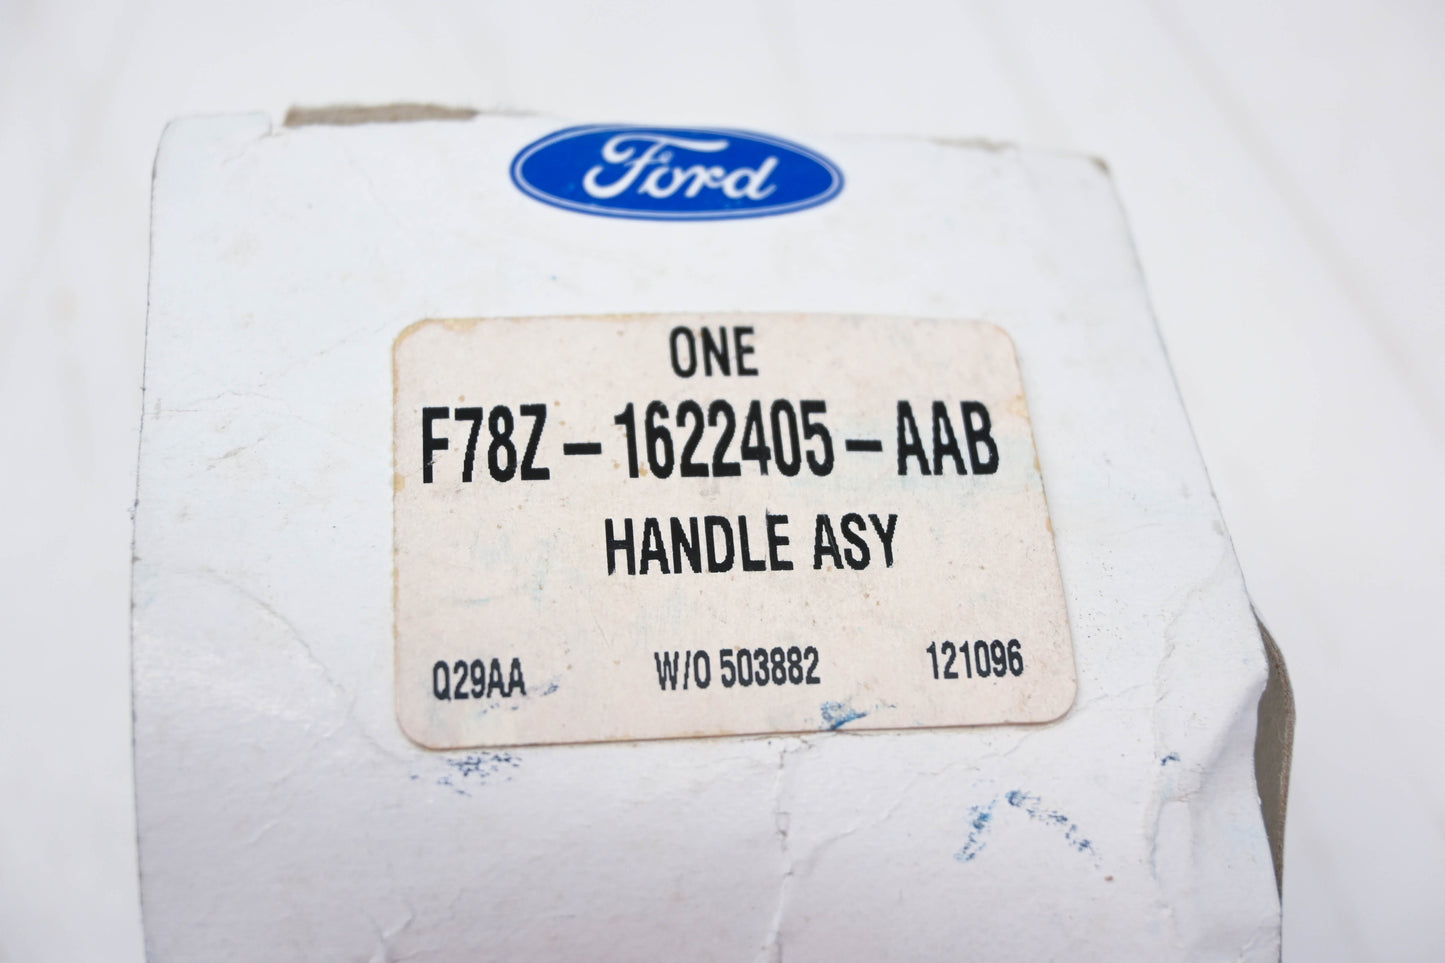 Ford
ONE
F78Z-1622405-AAB
HANDLE ASY
Q29AA W/O 503882 121096